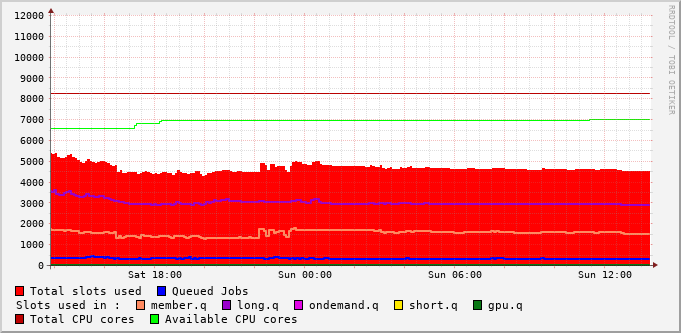 12000
11000
10000
9000
8000
7000
6000
5000
4000
3000
2000
1000
0
Sat 18:00 Sun 00:00 Sun 06:00 Sun 12:00
RRDTOOL / TOBI OETIKER
Total slots used Queued Jobs
Slots used in : member.q long.q ondemand.q short.q gpu.q
Total CPU cores Available CPU cores